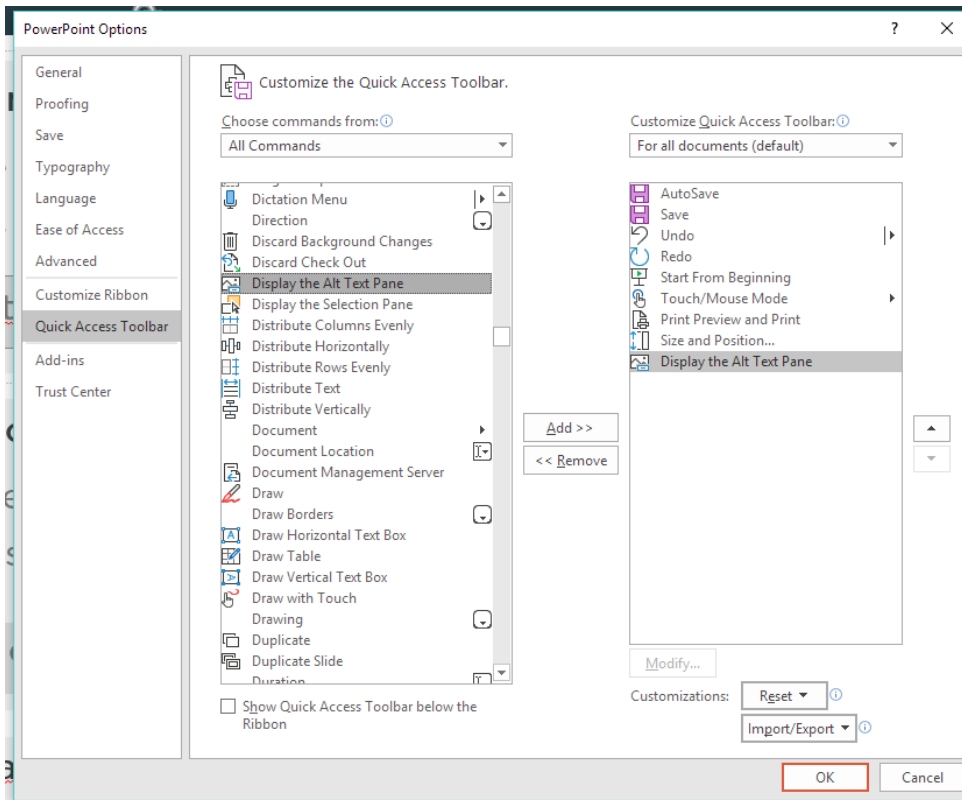 PowerPoint Options
?
General
Proofing
Save
Typography
Language
Ease of Access
Advanced
Customize Ribbon
Quick Access Toolbar
Add-ins
Trust Center
Customize the Quick Access Toolbar.
Choose commands from:
All Commands
Dictation Menu
Direction
Discard Background Changes
Discard Check Out
Display the Alt Text Pane
Display the Selection Pane
Distribute Columns Evenly
Distribute Horizontally
Distribute Rows Evenly
Distribute Text
Distribute Vertically
Document
Document Location
Document Management Server
Draw
Draw Borders
Draw Horizontal Text Box
Draw Table
Draw Vertical Text Box
Draw with Touch
Drawing
Duplicate
Duplicate Slide
Duration
Show Quick Access Toolbar below the
Ribbon
Add >>
<< Remove
Customize Quick Access Toolbar:
For all documents (default)
AutoSave
Save
Undo
Redo
Start From Beginning
Touch/Mouse Mode
Print Preview and Print
Size and Position...
Display the Alt Text Pane
Modify...
Customizations:
Reset
Import/Export
OK
Cancel